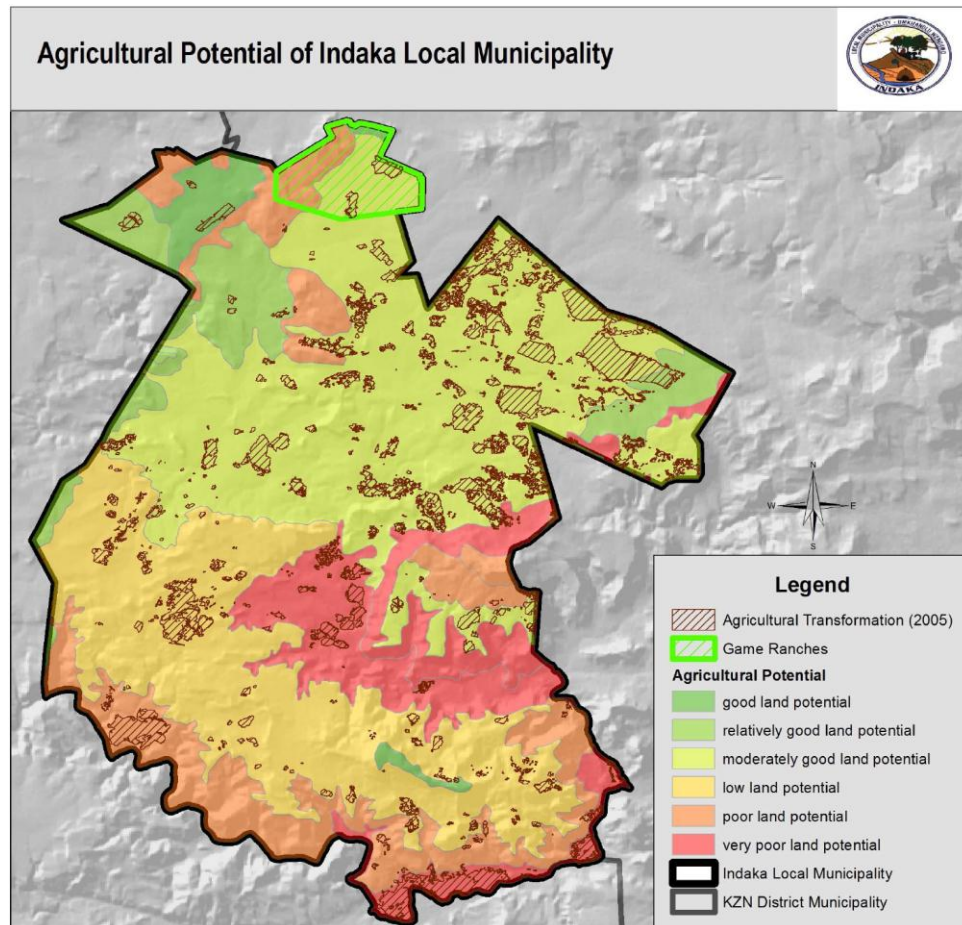 Agricultural Potential of Indaka Local Municipality
INDAKA
N
W
E
S
Legend
Agricultural Transformation (2005)
Game Ranches
Agricultural Potential
good land potential
relatively good land potential
moderately good land potential
low land potential
poor land potential
very poor land potential
Indaka Local Municipality
KZN District Municipality